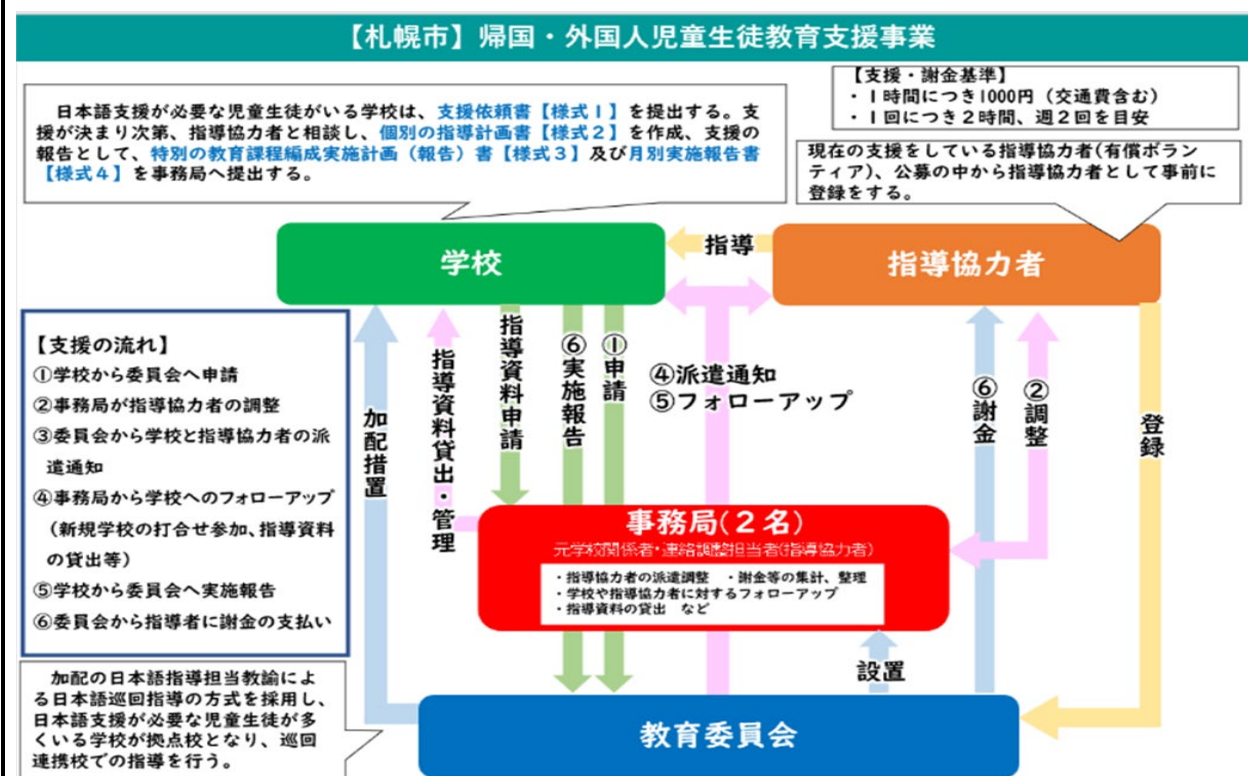 【札幌市】帰国・外国人児童生徒教育支援事業
日本語支援が必要な児童生徒がいる学校は、支援依頼書【様式1】を提出する。支
援が決まり次第、指導協力者と相談し、個別の指導計画書【様式2】を作成、支援の
報告として、特別の教育課程編成実施計画（報告）書【様式3】及び月別実施報告書
【様式4】を事務局へ提出する。
【支援・謝金基準】
・1時間につき1000円（交通費含む）
・1回につき2時間、週2回を目安
現在の支援をしている指導協力者(有償ボラン
ティア)、公募の中から指導協力者として事前に
登録をする。
学校
指導
指導協力者
【支援の流れ】
①学校から委員会へ申請
②事務局が指導協力者の調整
③委員会から学校と指導協力者の派
遣通知
④事務局から学校へのフォローアップ
（新規学校の打合せ参加、指導資料
の貸出等）
⑤学校から委員会へ実施報告
⑥委員会から指導者に謝金の支払い
加配措置
指導資料貸出・管理
指導資料申請
⑥実施報告
①申請
④派遣通知
⑤フォローアップ
⑥謝金
②調整
登録
事務局(2名)
元学校関係者・連絡調整担当者(指導協力者)
・指導協力者の派遣調整　・謝金等の集計、整理
・学校や指導協力者に対するフォローアップ
・指導資料の貸出　など
設置
加配の日本語指導担当教諭によ
る日本語巡回指導の方式を採用し、
日本語支援が必要な児童生徒が多
くいる学校が拠点校となり、巡回
連携校での指導を行う。
教育委員会